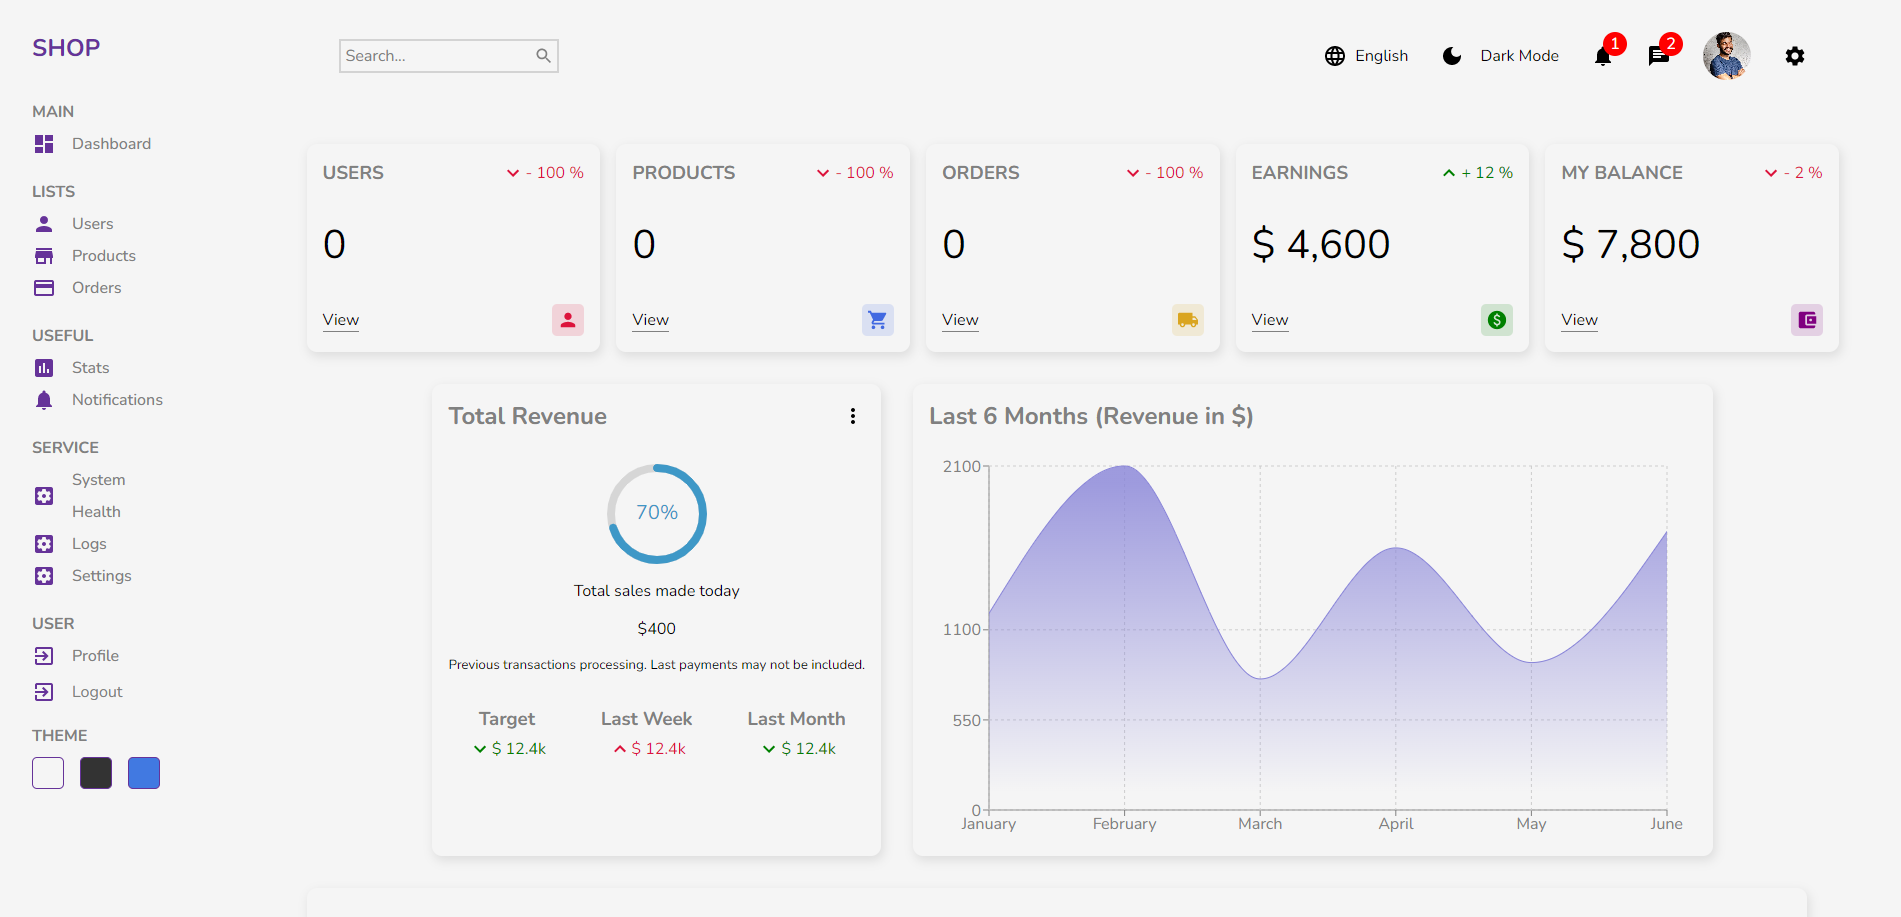 SHOP
Search...
English
Dark Mode
1
2
MAIN
Dashboard
LISTS
Users
Products
Orders
USEFUL
Stats
Notifications
SERVICE
System
Health
Logs
Settings
USER
Profile
Logout
THEME
USERS
- 100 %
0
View
PRODUCTS
- 100 %
0
View
ORDERS
- 100 %
0
View
EARNINGS
+ 12 %
$ 4,600
View
$
MY BALANCE
- 2 %
$ 7,800
View
Total Revenue
70%
Total sales made today
$400
Previous transactions processing. Last payments may not be included.
Target
$ 12.4k
Last Week
$ 12.4k
Last Month
$ 12.4k
Last 6 Months (Revenue in $)
2100
1100
550
0
January
February
March
April
May
June